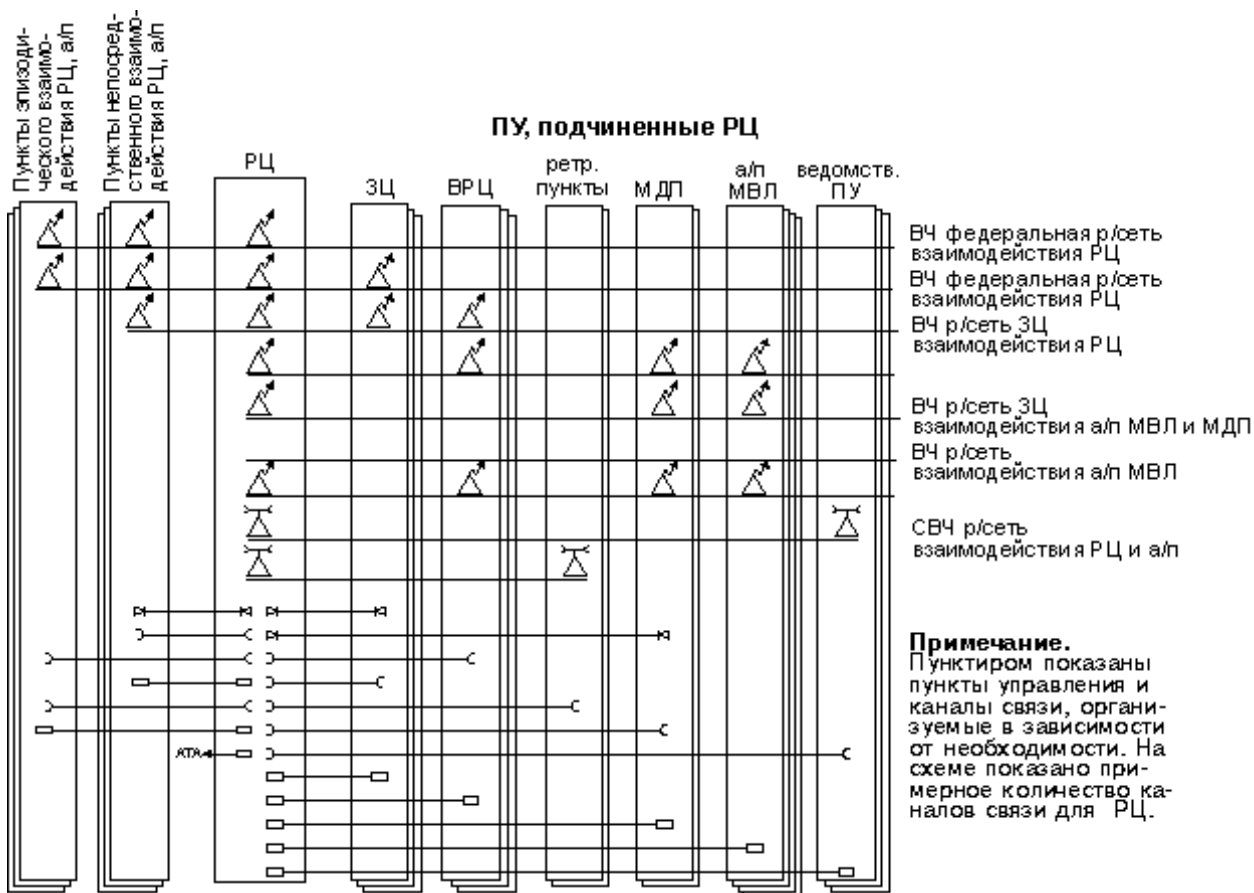 Пункты эпизоди-
ческого взаимо-
действия РЦ, а/п
Пункты непосред-
ственного взаимо-
действия РЦ, а/п
ПУ, подчиненные РЦ
РЦ
ЗЦ
ВРЦ
ретр.
пункты
МДП
а/п
МВЛ
ведомств.
ПУ
ВЧ федеральная р/сеть
взаимодействия РЦ
ВЧ федеральная р/сеть
взаимодействия РЦ
ВЧ р/сеть ЗЦ
взаимодействия РЦ
ВЧ р/сеть ЗЦ
взаимодействия а/п МВЛ и МДП
ВЧ р/сеть
взаимодействия а/п МВЛ
СВЧ р/сеть
взаимодействия РЦ и а/п
АТА
Примечание.
Пунктиром показаны
пункты управления и
каналы связи, органи-
зуемые в зависимости
от необходимости. На
схеме показано при-
мерное количество ка-
налов связи для РЦ.